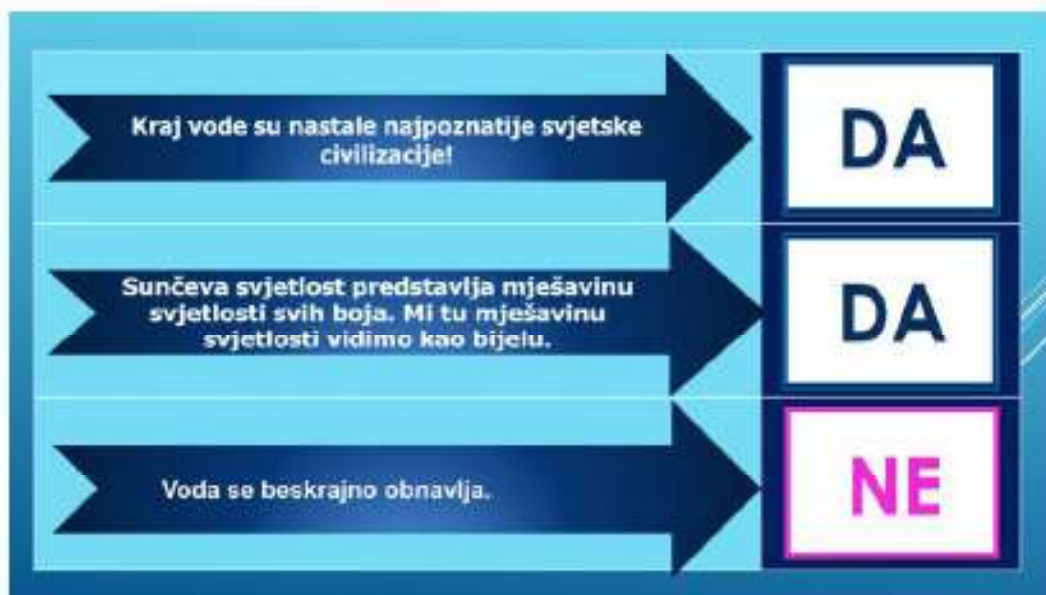 Kraj vode su nastale najpoznatije svjetske
civilizacije!
DA
Sunčeva svjetlost predstavlja mješavinu
svjetlosti svih boja. Mi tu mješavinu
svjetlosti vidimo kao bijelu.
DA
Voda se beskrajno obnavlja.
NE